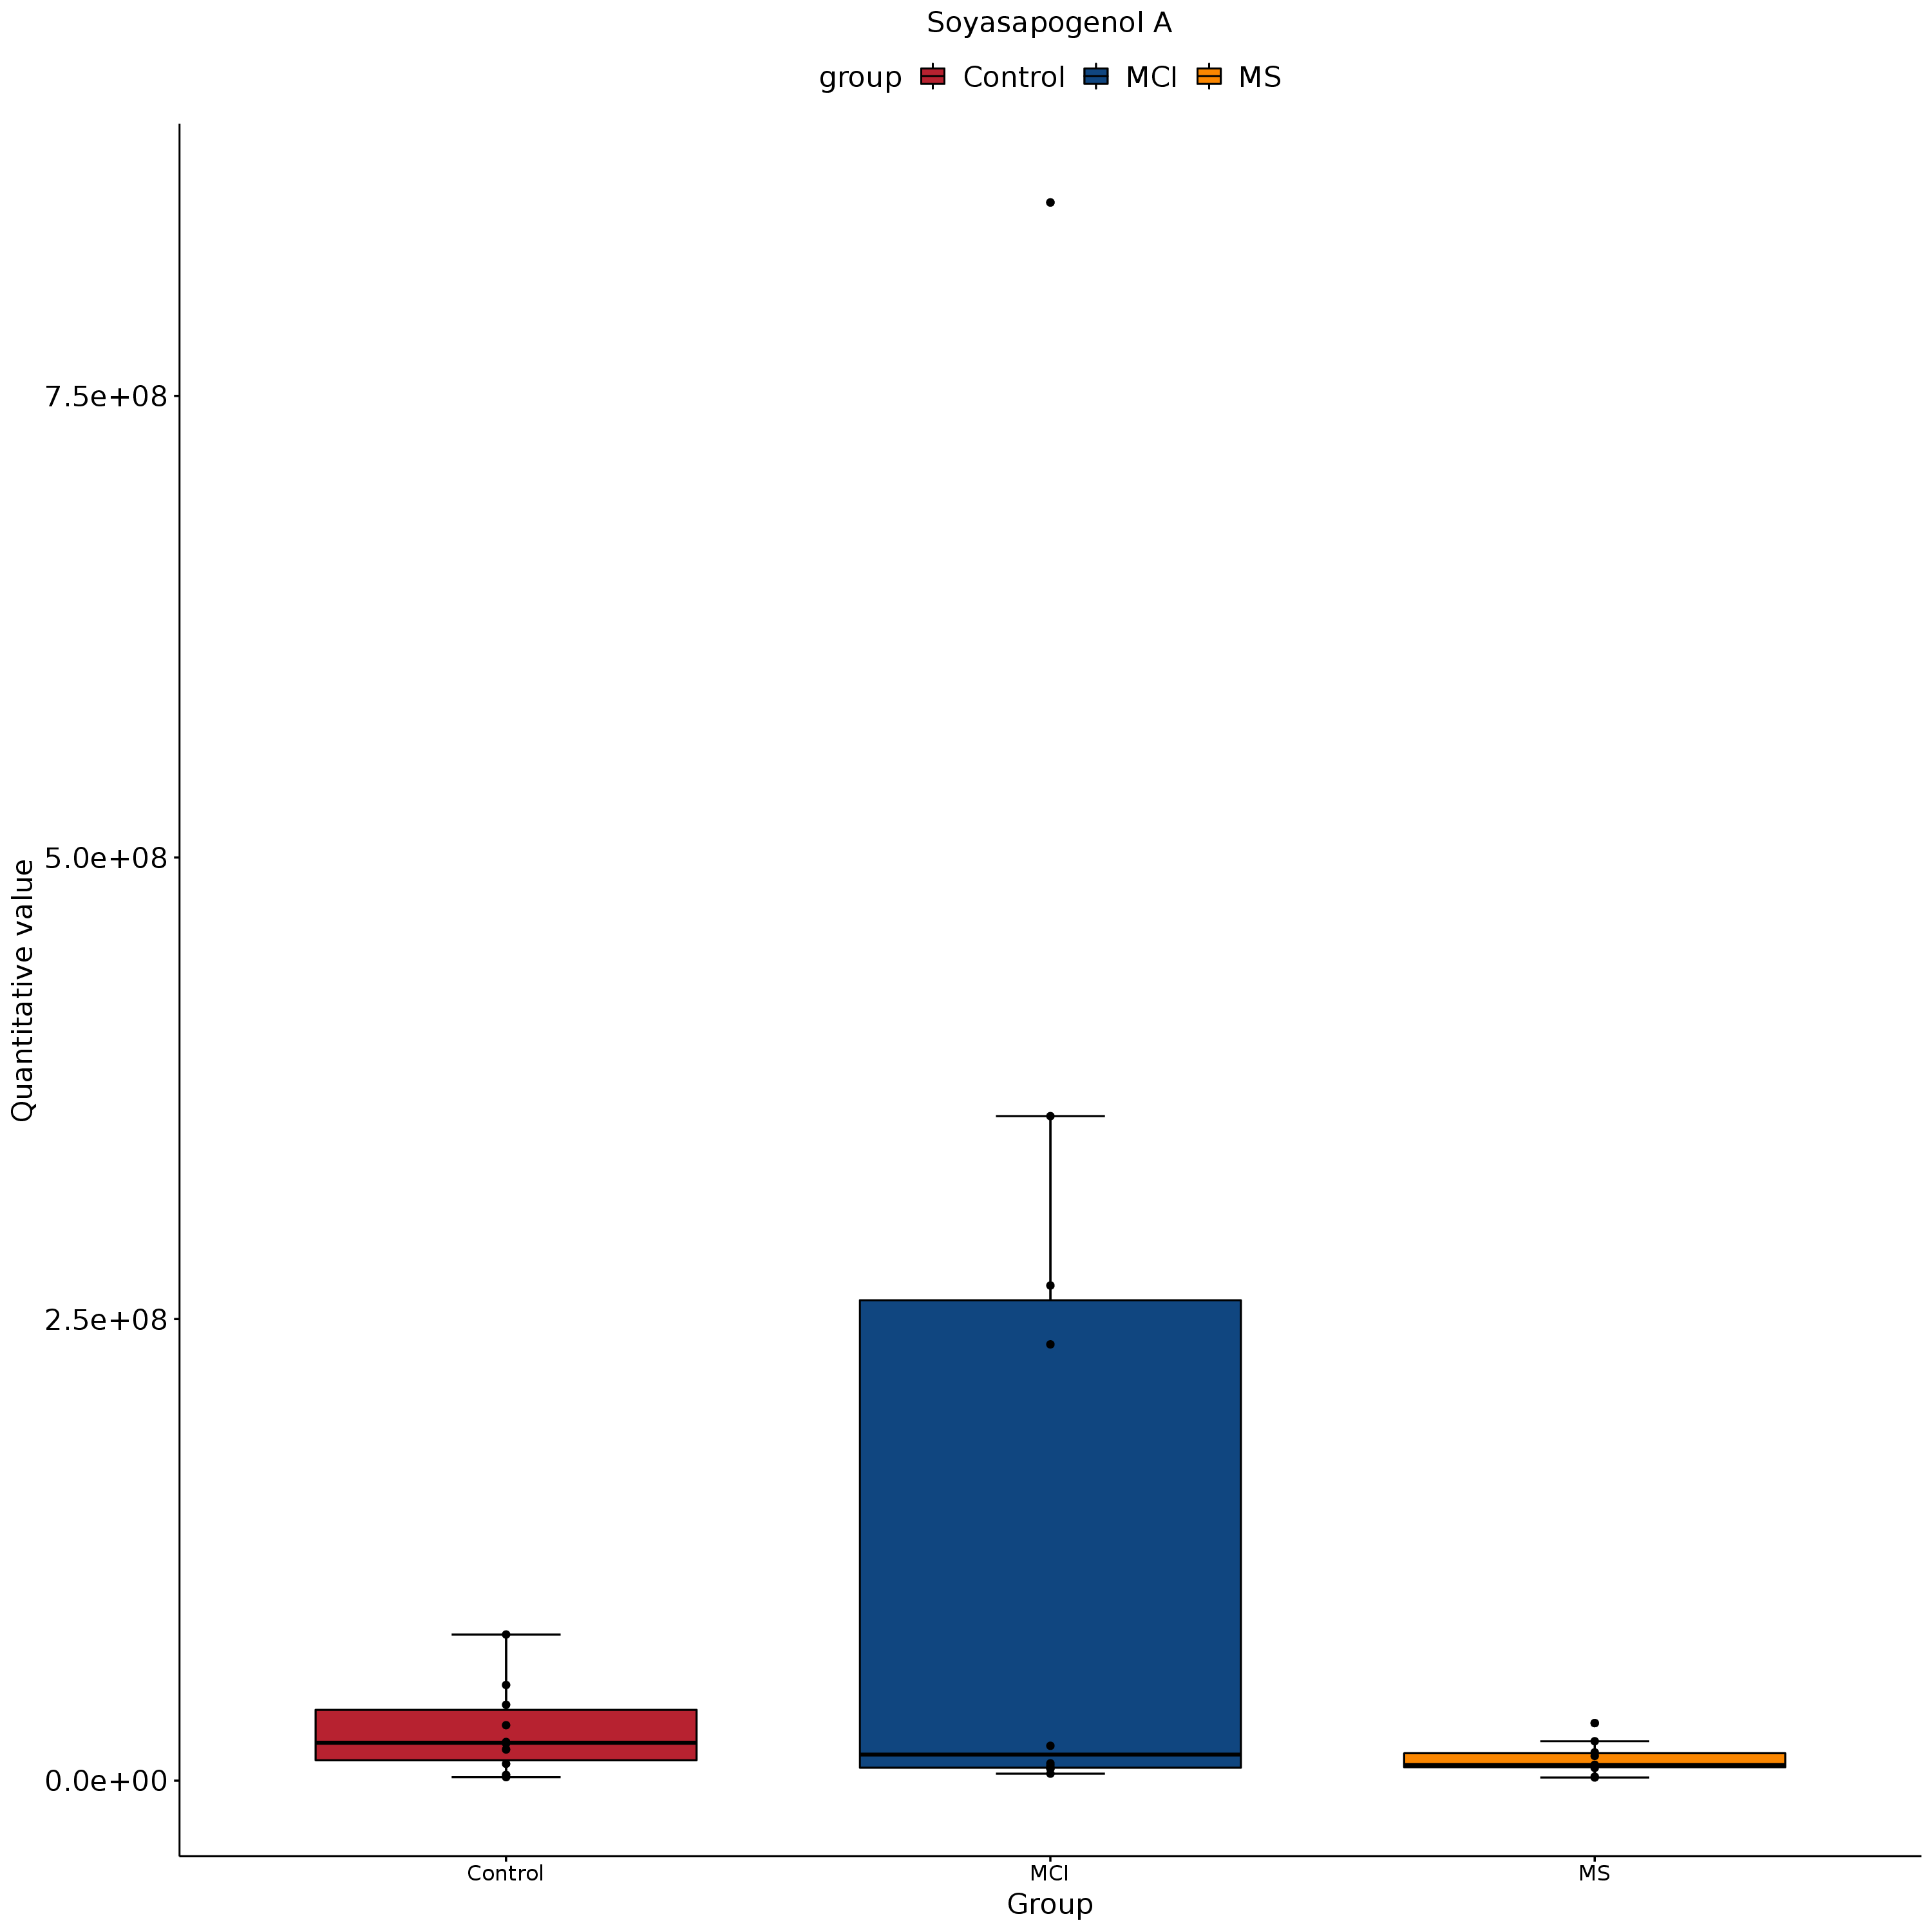 Soyasapogenol A
group Control MCI MS
7.5e+08
5.0e+08
2.5e+08
0.0e+00
Quantitative value
Control MCI MS
Group